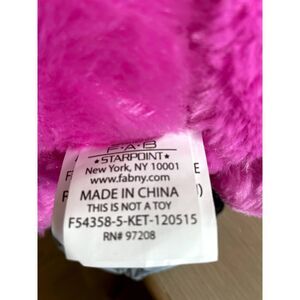 F·A·B
★STARPOINT★
New York, NY 10001
www.fabny.com
MADE IN CHINA
THIS IS NOT A TOY
F54358-5-KET-120515
RN# 97208